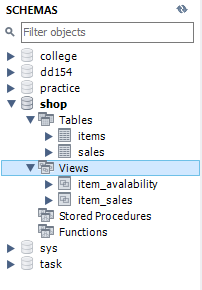 SCHEMAS
Filter objects
college
dd154
practice
shop
Tables
items
sales
Views
item_avalability
item_sales
Stored Procedures
Functions
sys
task